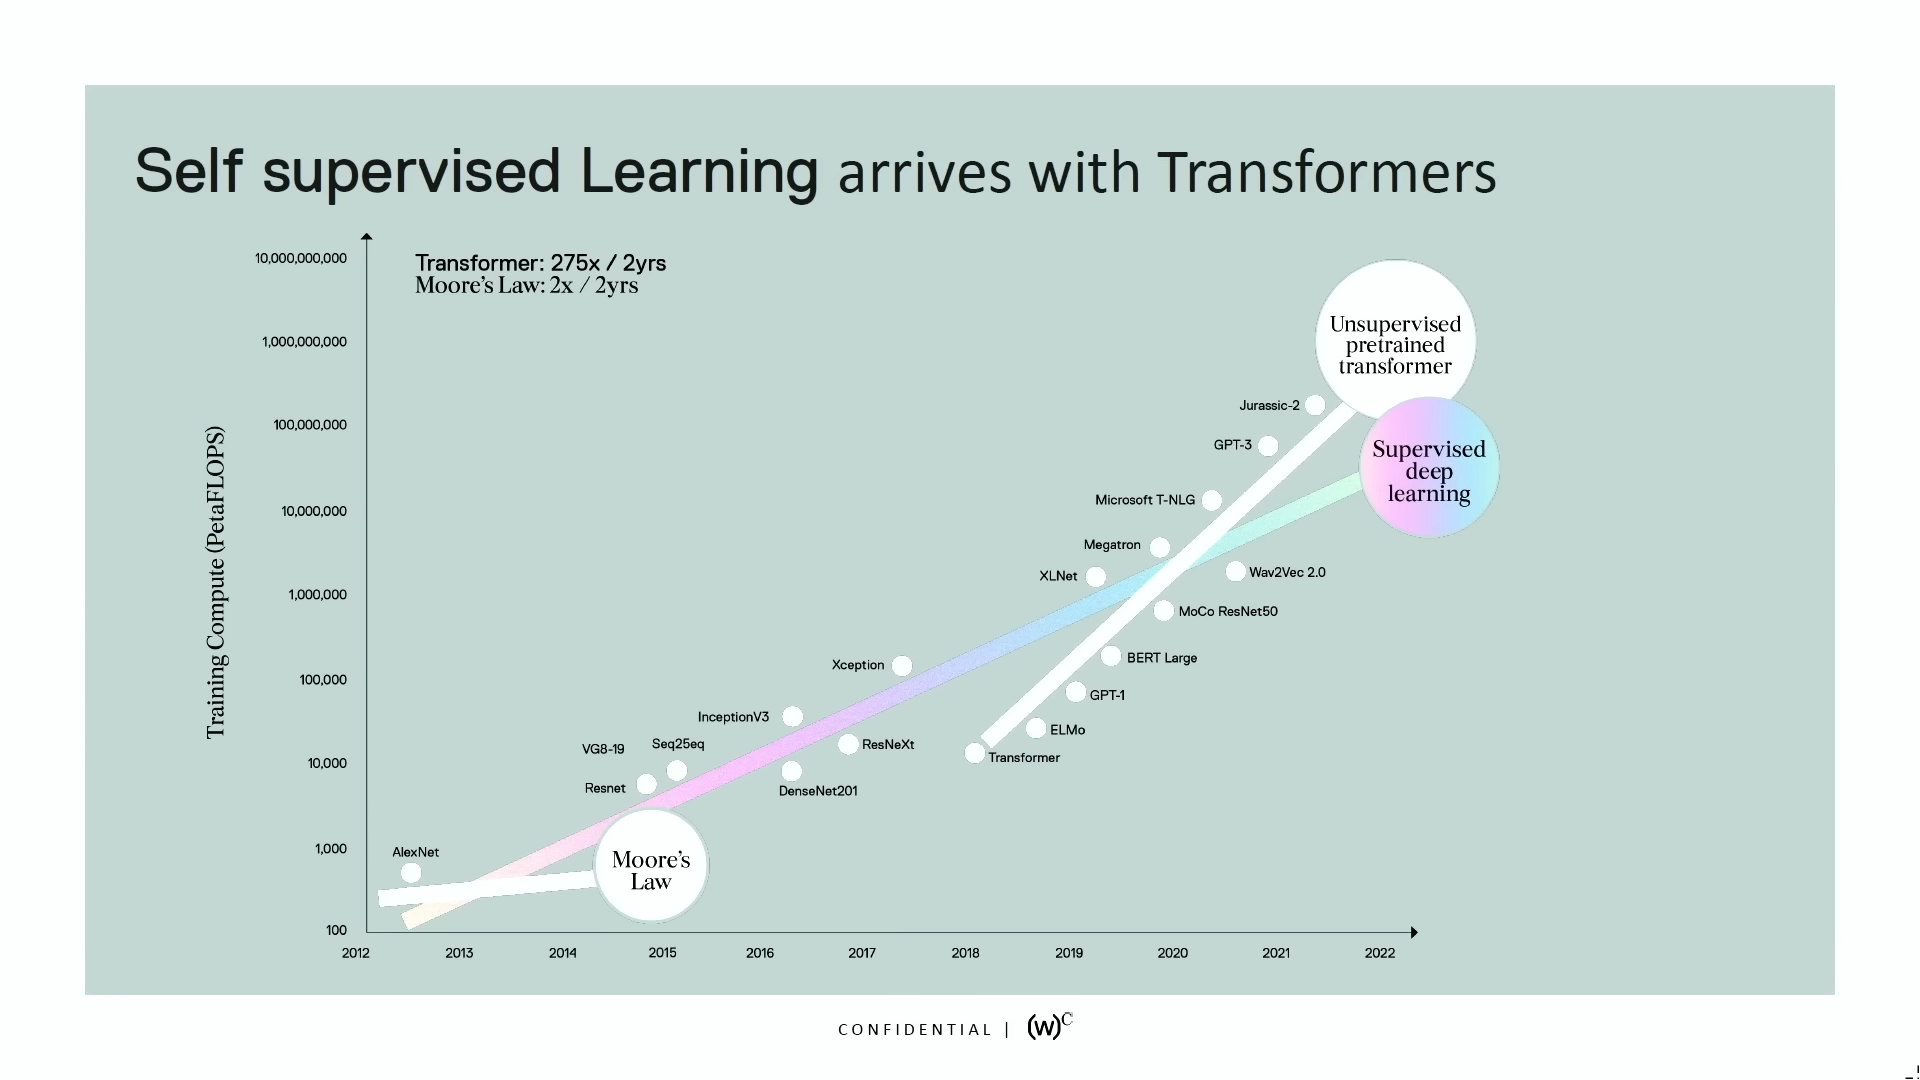 Self supervised Learning arrives with Transformers
Transformer: 275x / 2yrs
Moore's Law: 2x / 2yrs
Training Compute (PetaFLOPS)
10,000,000,000
1,000,000,000
100,000,000
10,000,000
1,000,000
100,000
10,000
1,000
100
Unsupervised
pretrained
transformer
Supervised
deep
learning
Jurassic-2
GPT-3
Microsoft T-NLG
Megatron
XLNet
Wav2Vec 2.0
MoCo ResNet50
BERT Large
GPT-1
ELMo
Transformer
Xception
InceptionV3
ResNeXt
DenseNet201
VG8-19
Seq25eq
Resnet
AlexNet
Moore's
Law
2012
2013
2014
2015
2016
2017
2018
2019
2020
2021
2022
CONFIDENTIAL | (w)C